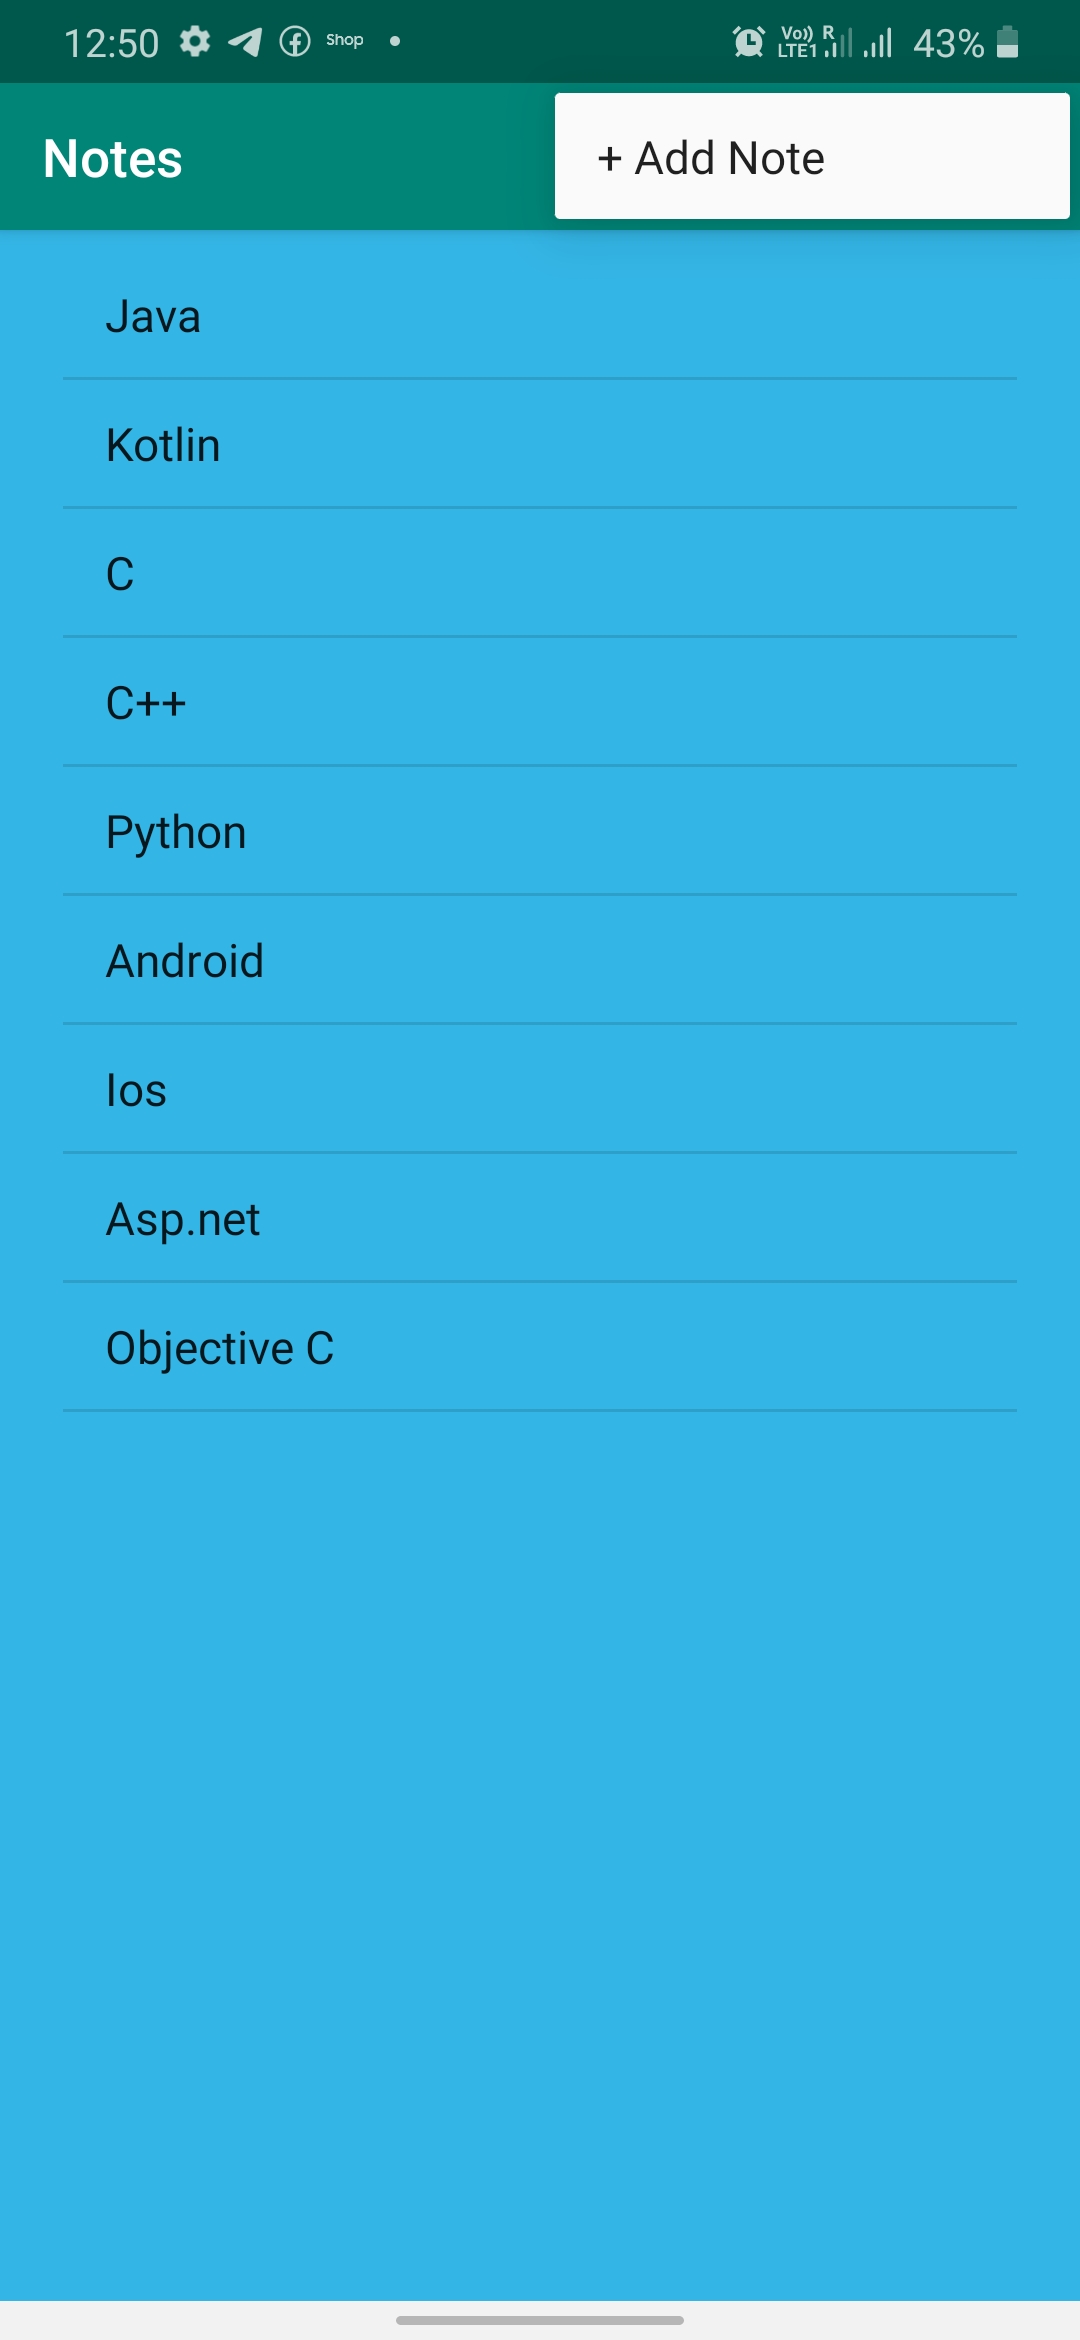 12:50 Shop Vo)) LTE1 R 43%
Notes
+ Add Note
Java
Kotlin
C
C++
Python
Android
Ios
Asp.net
Objective C